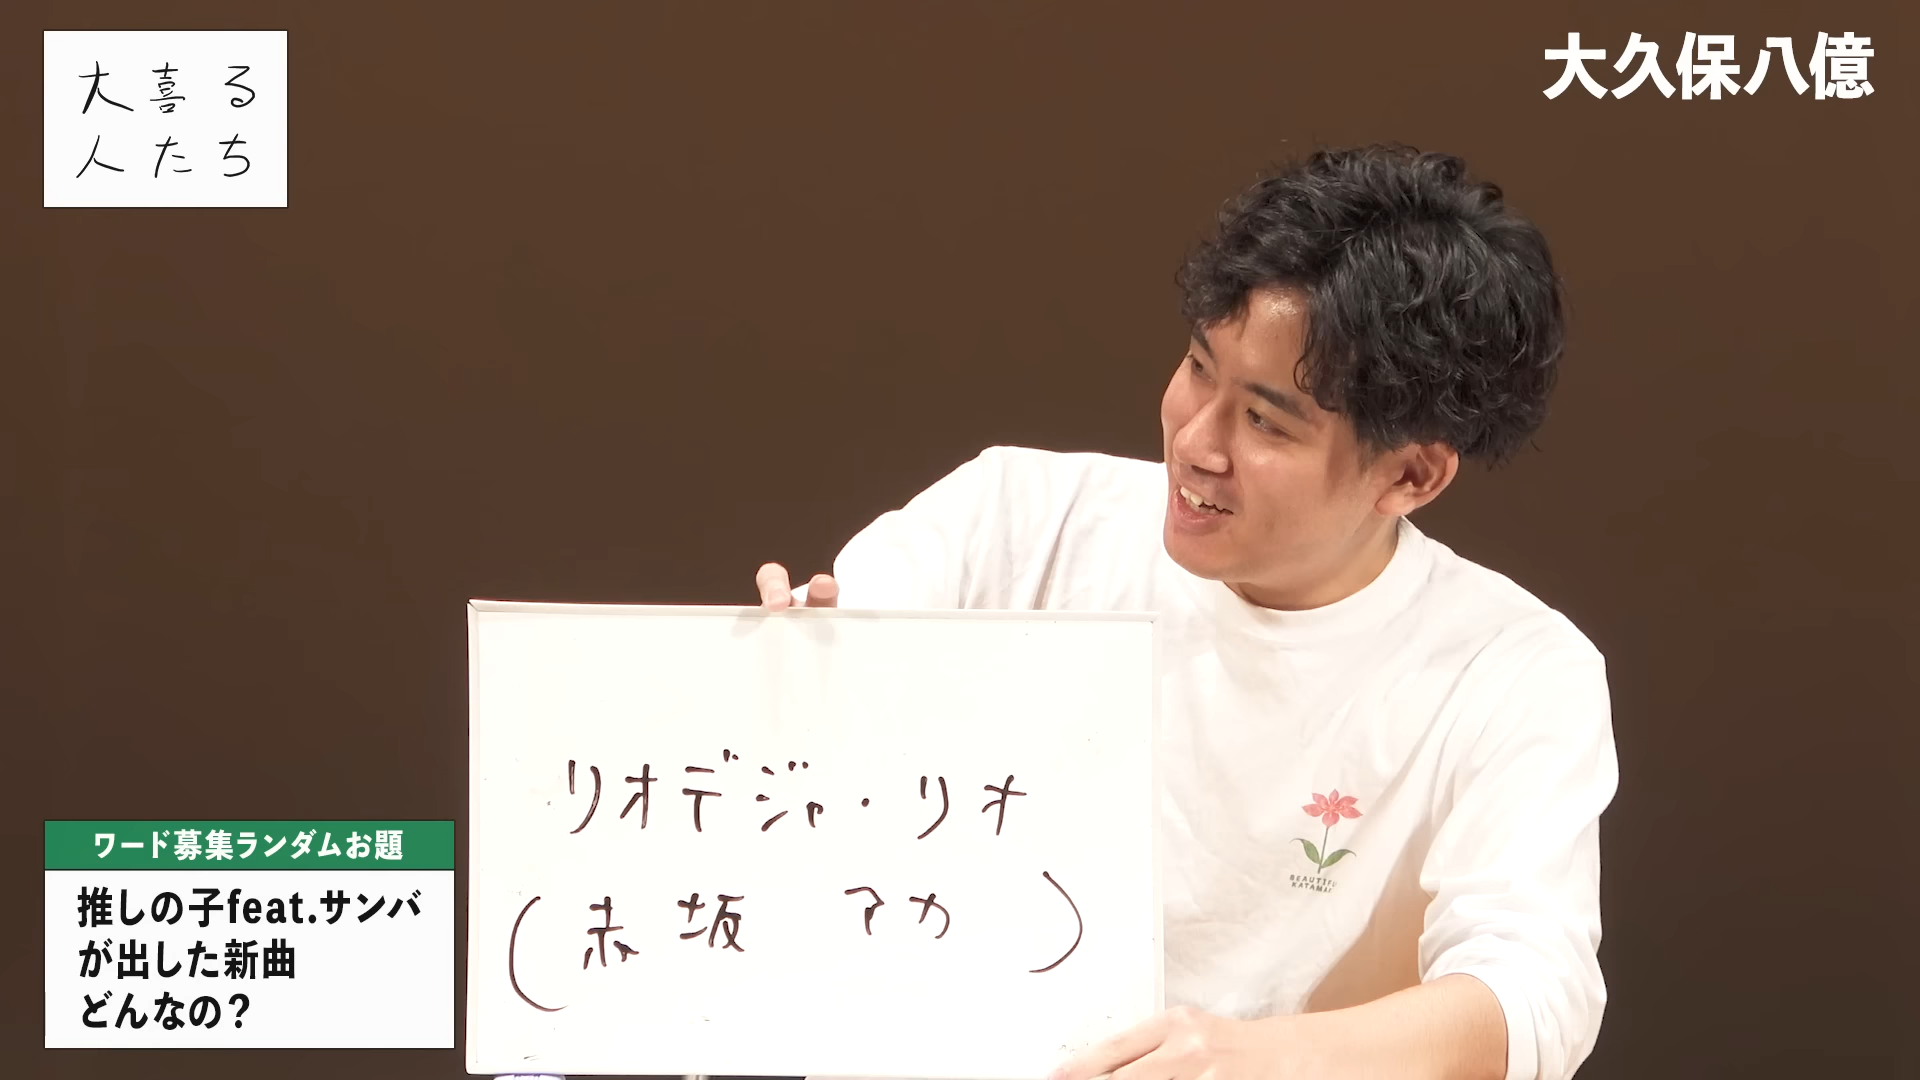 大喜る
人たち
大久保八億
リオデジャ・リオ
(赤坂 アカ)
ワード募集ランダムお題
推しの子feat.サンバ
が出した新曲
どんなの？